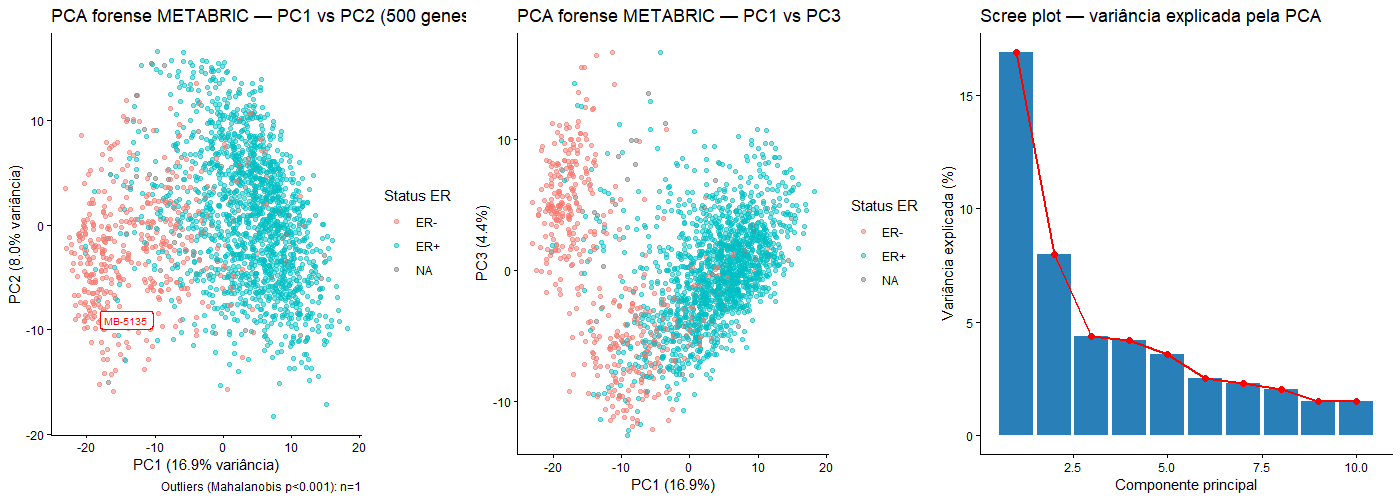 PCA forense METABRIC — PC1 vs PC2 (500 genes
10
0
-10
-20
PC2 (8.0% variância)
MB-5135
-20
-10
0
10
20
PC1 (16.9% variância)
Outliers (Mahalanobis p<0.001): n=1
Status ER
ER-
ER+
NA
PCA forense METABRIC — PC1 vs PC3
10
0
-10
PC3 (4.4%)
-20
-10
0
10
20
PC1 (16.9%)
Status ER
ER-
ER+
NA
Scree plot — variância explicada pela PCA
15
10
5
0
Variância explicada (%)
2.5
5.0
7.5
10.0
Componente principal